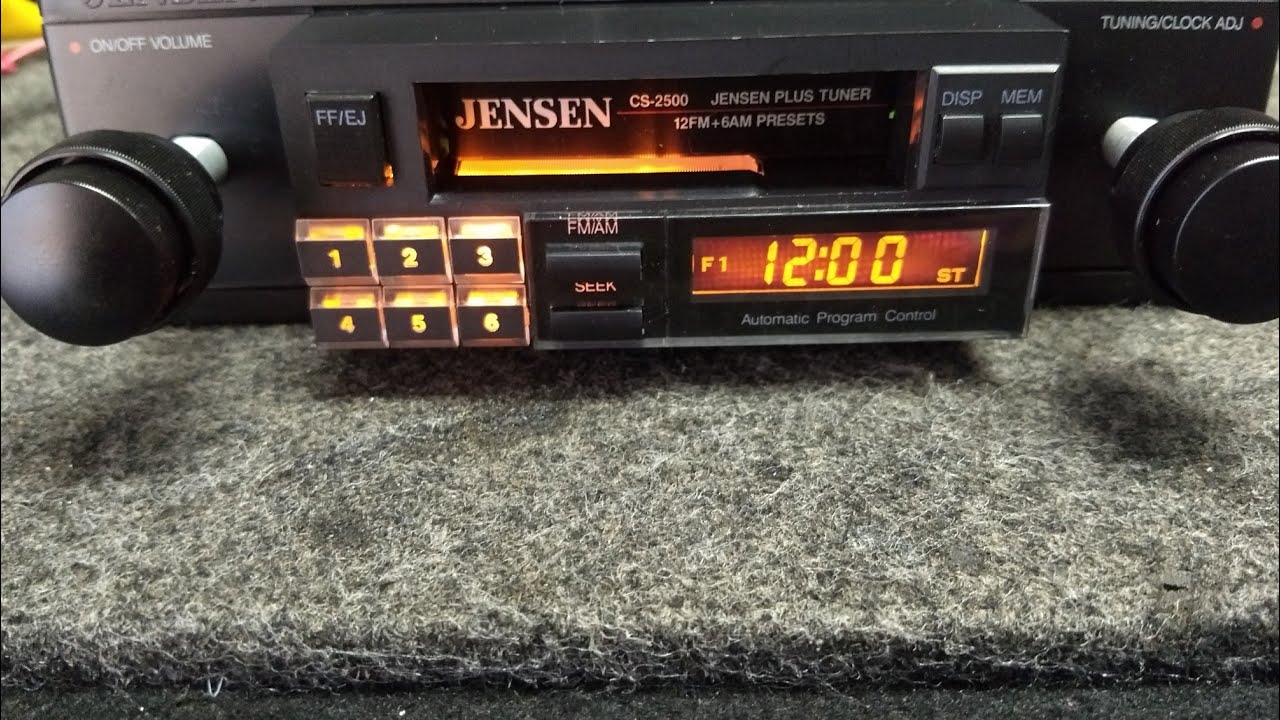 JENSEN
ON/OFF VOLUME
TUNING/CLOCK ADJ
FF/EJ
JENSEN CS-2500 JENSEN PLUS TUNER
12FM+6AM PRESETS
DISP MEM
1 2 3
4 5 6
FM/AM
SEEK
F1 12:00 ST
Automatic Program Control